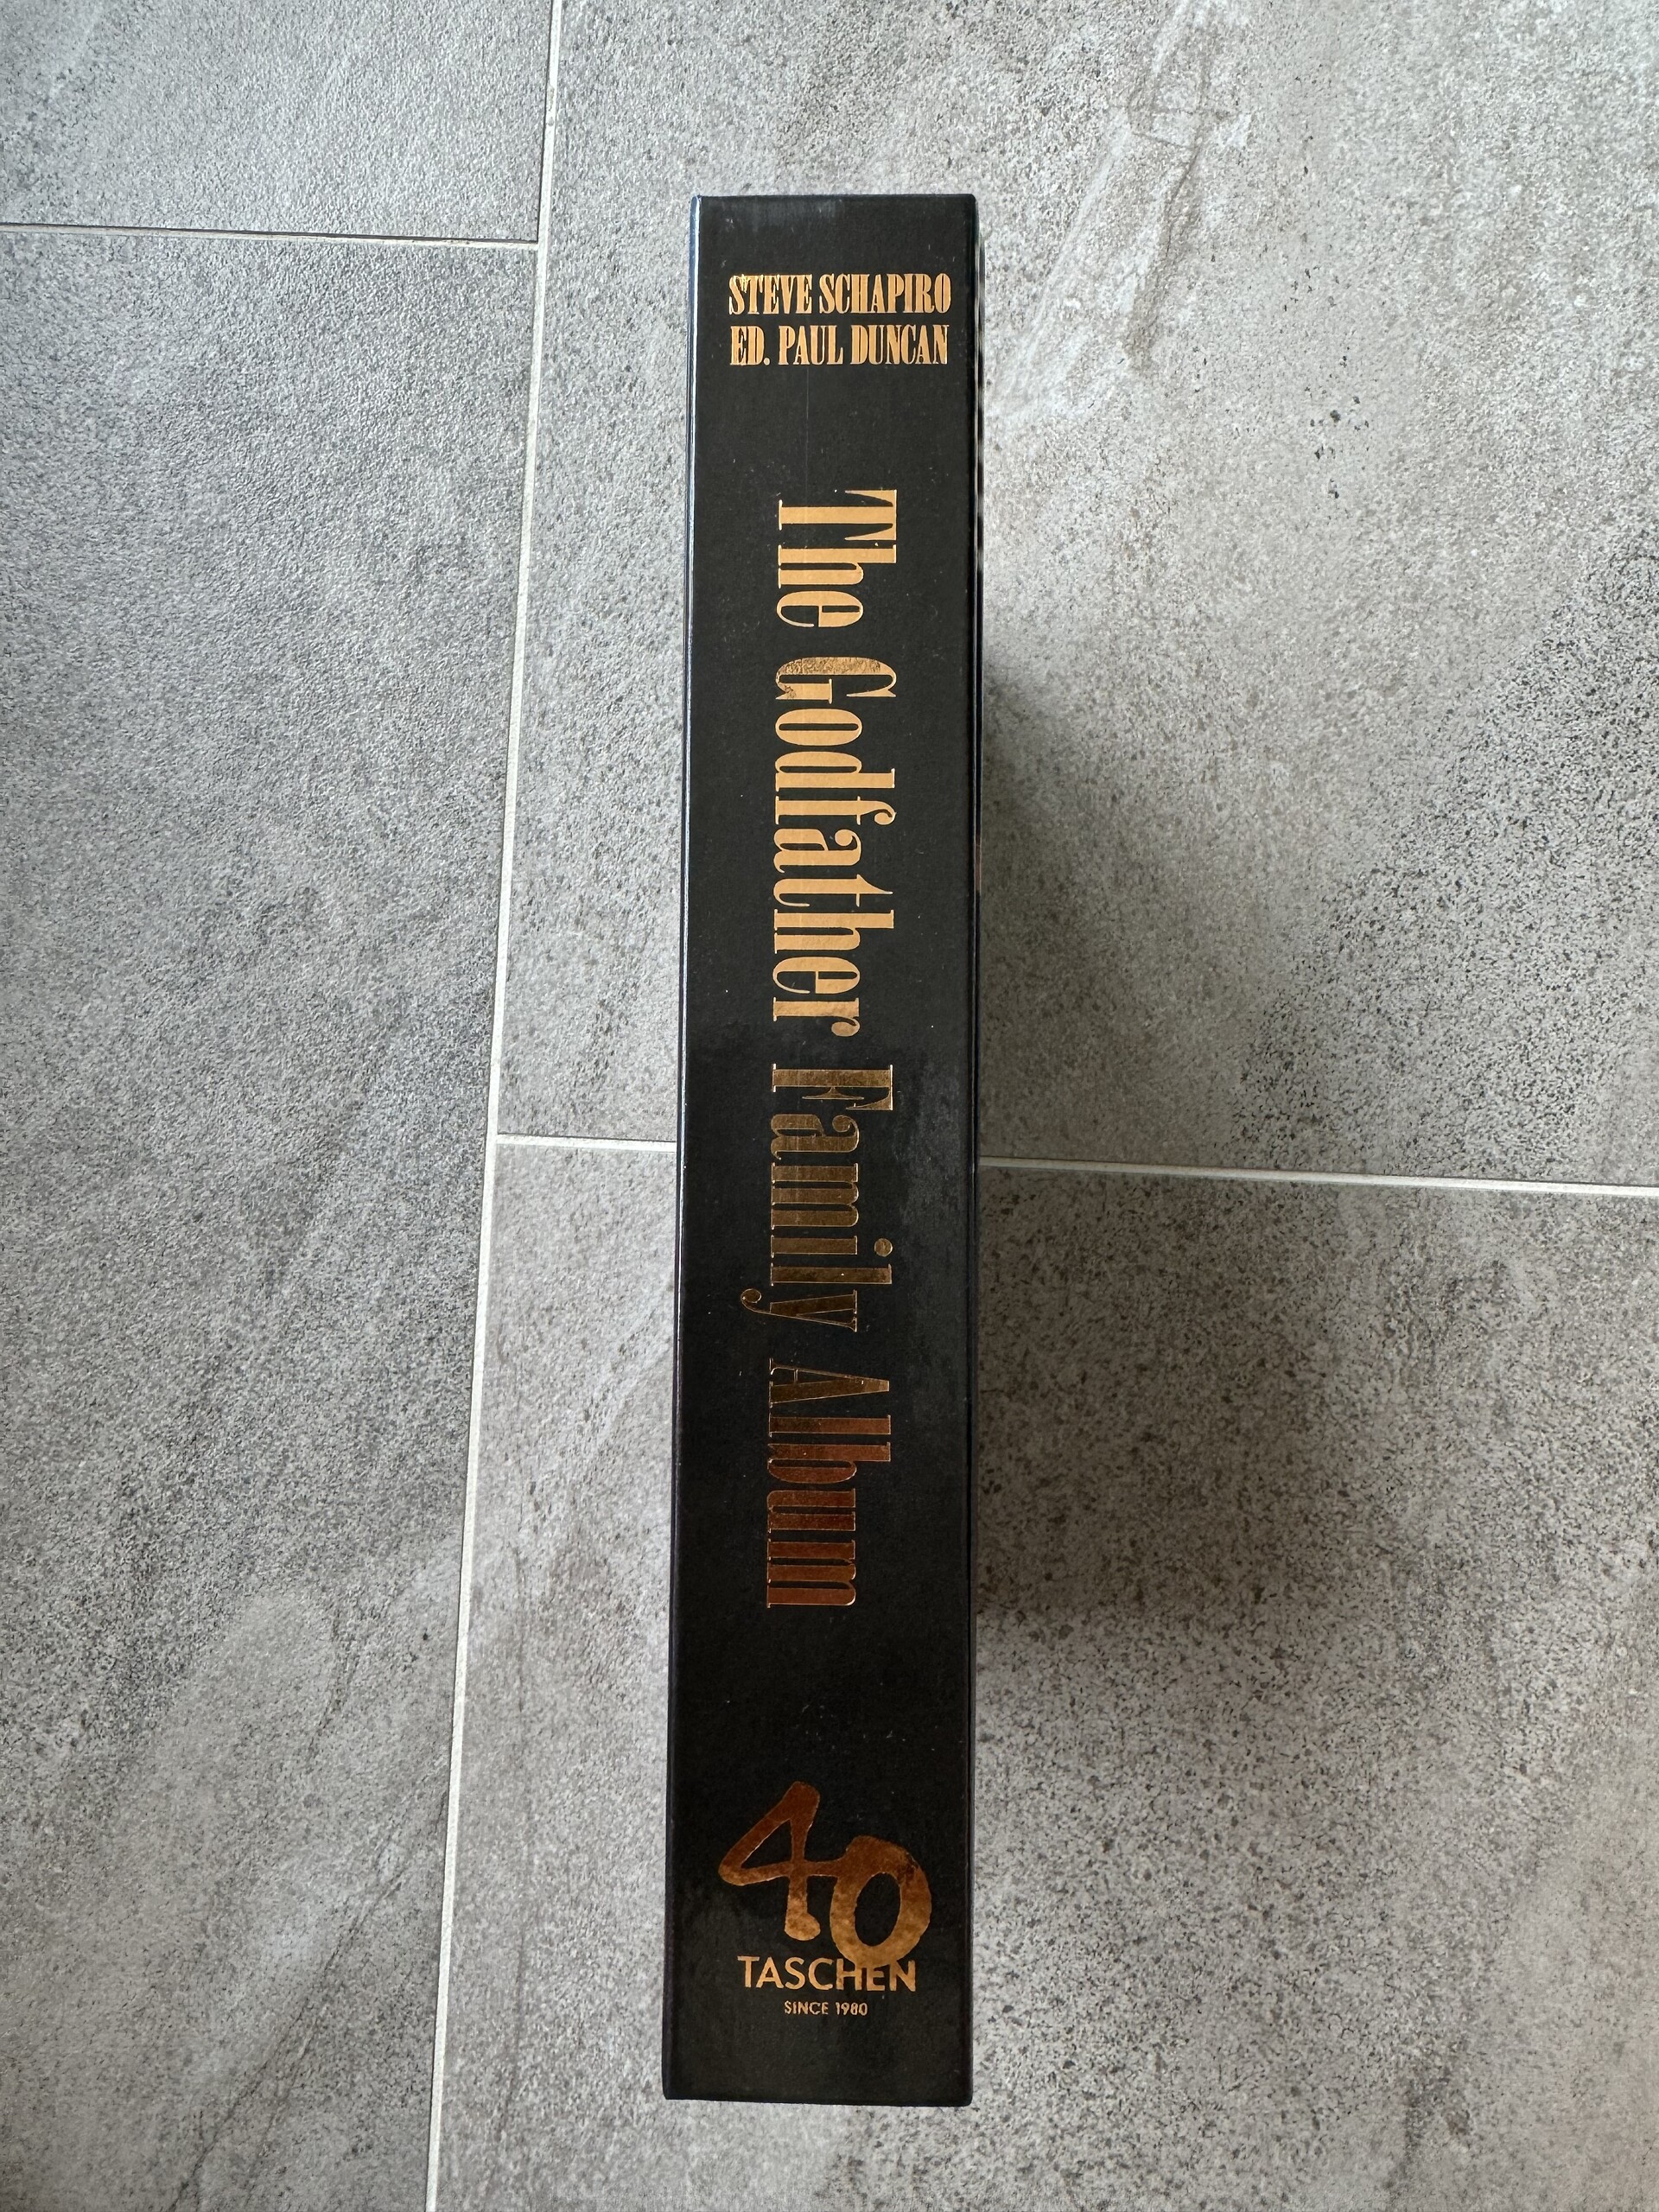 STEVE SCHAPIRO
ED. PAUL DUNCAN
The Godfather Family Album
40
TASCHEN
SINCE 1980